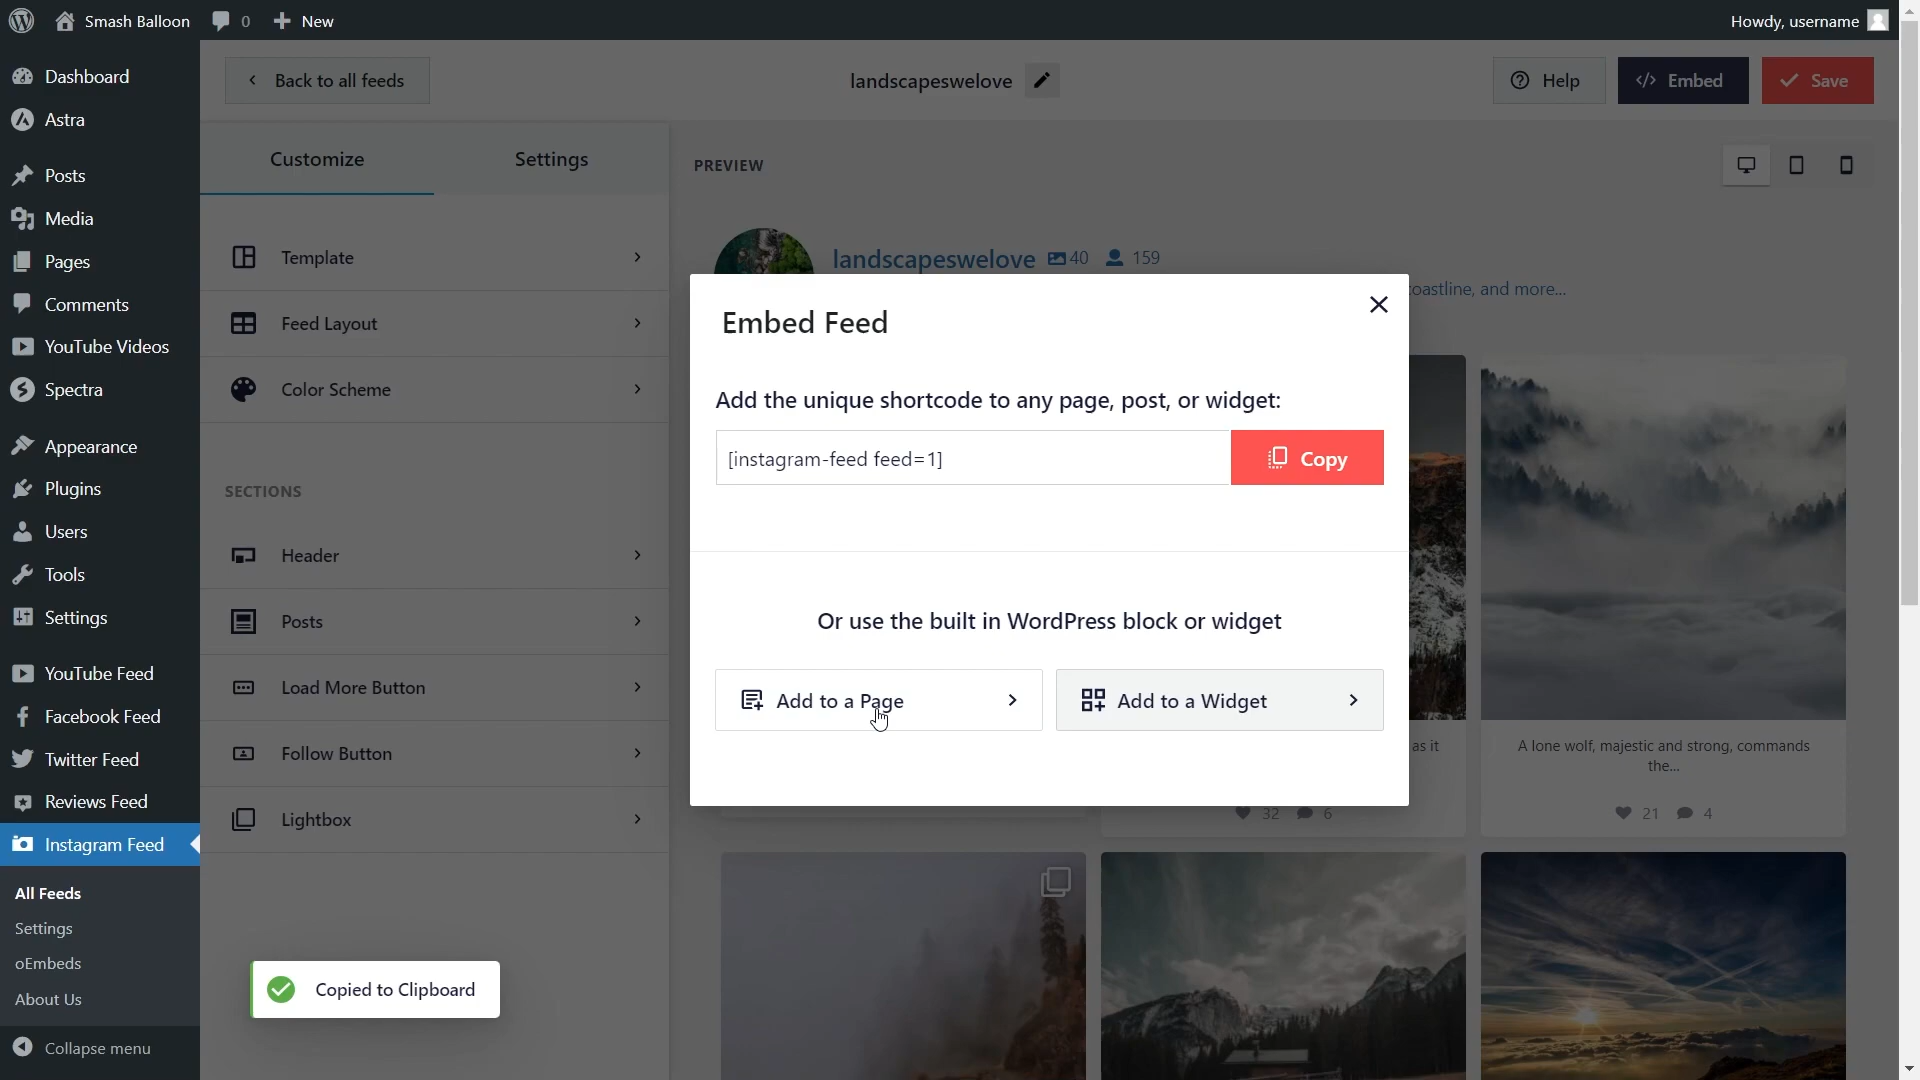 Smash Balloon
0
New
Howdy, username
Dashboard
Astra
Posts
Media
Pages
Comments
YouTube Videos
Spectra
Appearance
Plugins
Users
Tools
Settings
YouTube Feed
Facebook Feed
Twitter Feed
Reviews Feed
Instagram Feed
All Feeds
Settings
oEmbeds
About Us
Collapse menu
Back to all feeds
landscapeswelove
Help
</> Embed
Save
Customize
Settings
Template
Feed Layout
Color Scheme
SECTIONS
Header
Posts
Load More Button
Follow Button
Lightbox
Copied to Clipboard
PREVIEW
landscapeswelove 40 159
coastline, and more...
Embed Feed
Add the unique shortcode to any page, post, or widget:
[instagram-feed feed=1]
Copy
Or use the built in WordPress block or widget
Add to a Page
Add to a Widget
as it
32 6
A lone wolf, majestic and strong, commands
the...
21 4